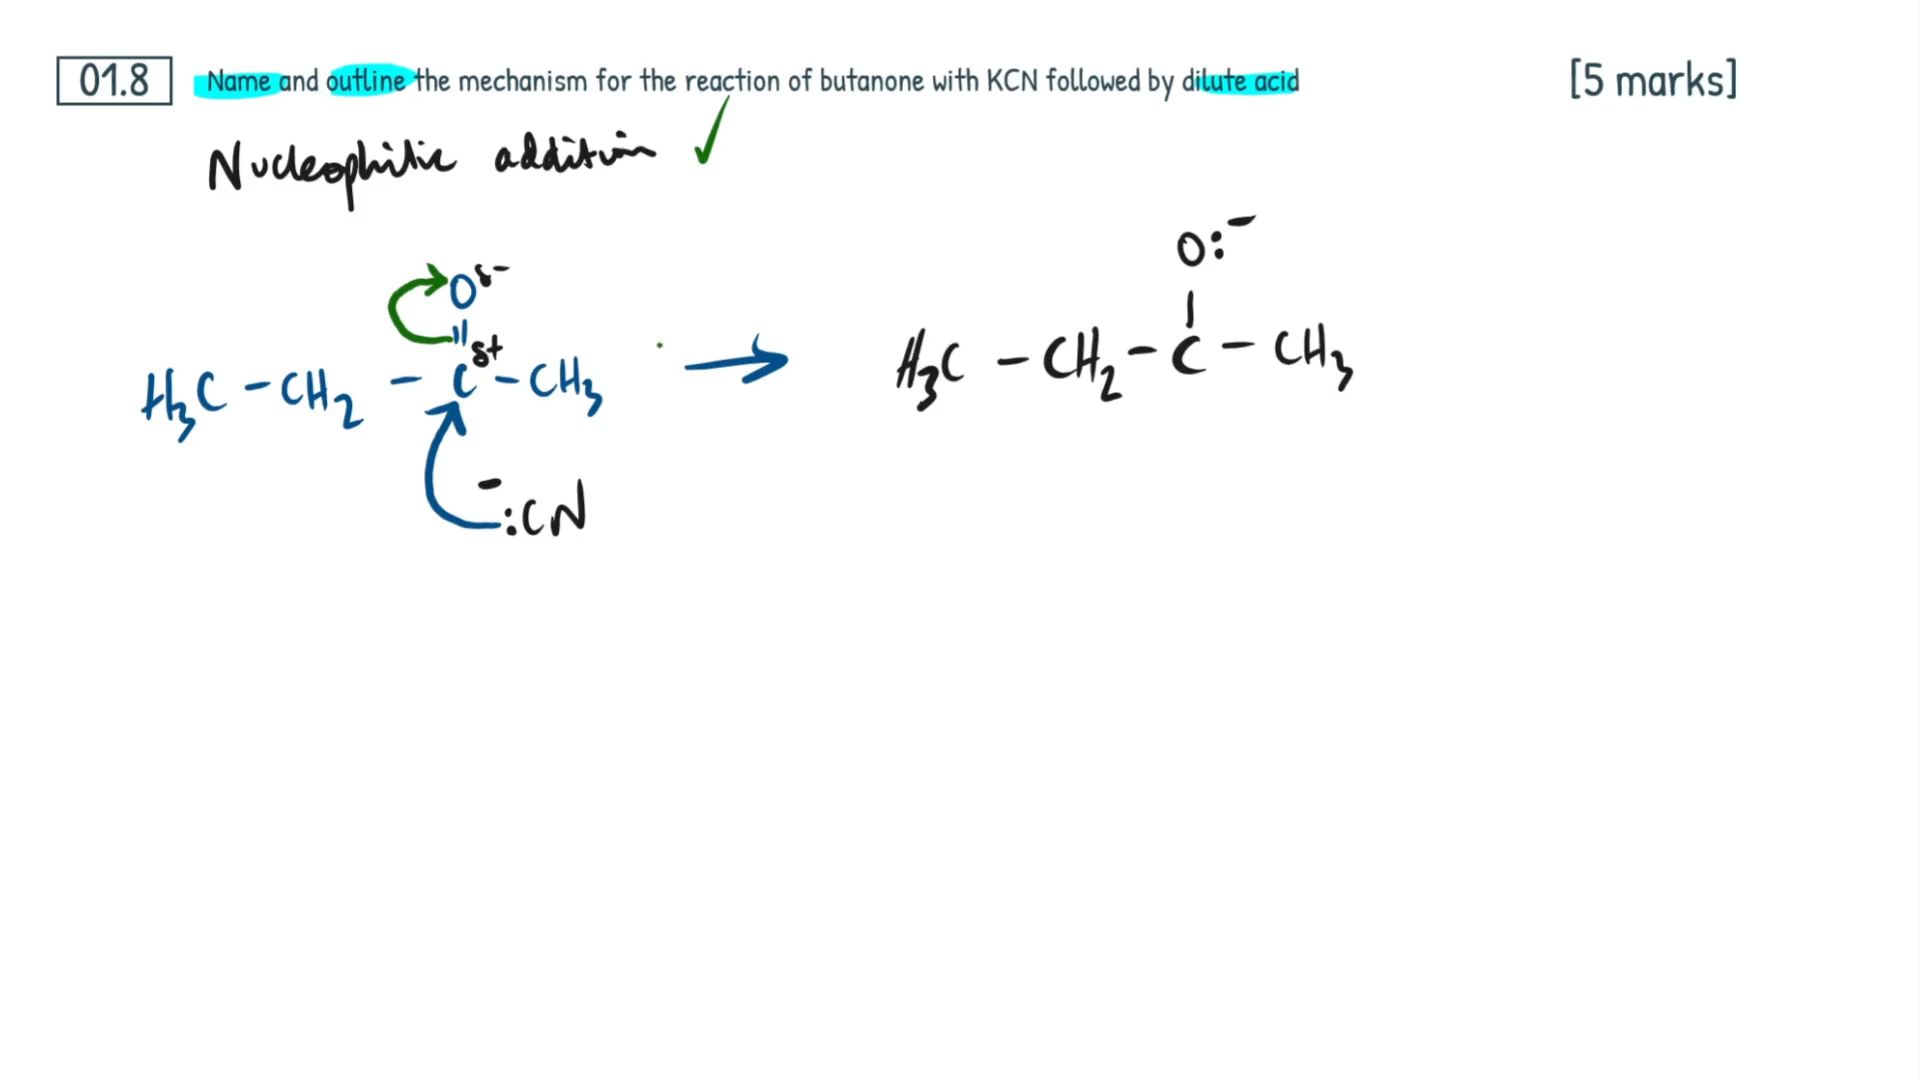 01.8 Name and outline the mechanism for the reaction of butanone with KCN followed by dilute acid [5 marks]
Nucleophilic addition ✓
O:⁻
O δ-
|| δ+
|
H₃C - CH₂ - C - CH₃ → H₃C - CH₂ - C - CH₃
⁻:CN